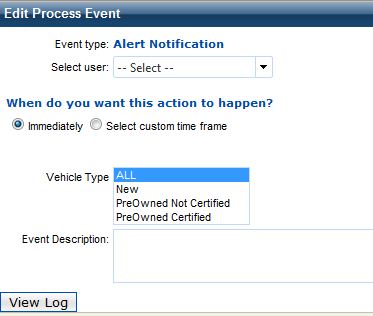 Edit Process Event
Event type: Alert Notification
Select user: -- Select --
When do you want this action to happen?
Immediately Select custom time frame
Vehicle Type ALL
New
PreOwned Not Certified
PreOwned Certified
Event Description:
View Log